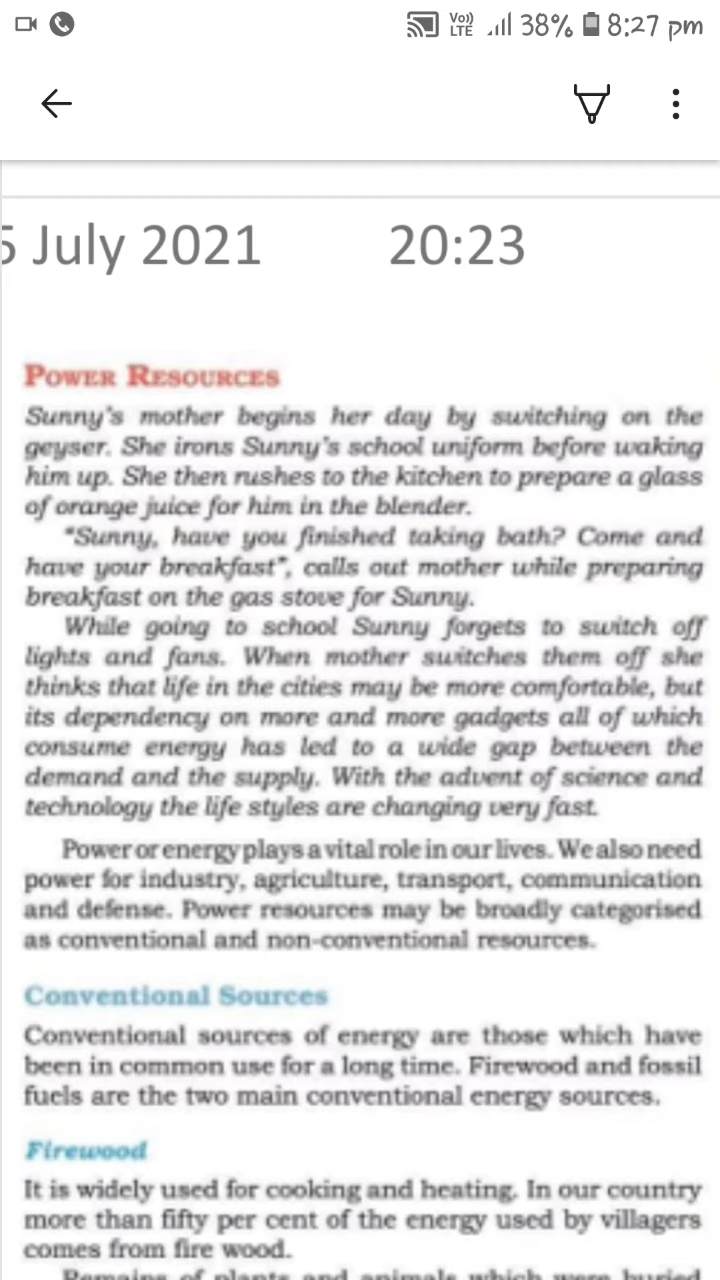 Vo))
LTE 38% 8:27 pm
5 July 2021 20:23
POWER RESOURCES
Sunny's mother begins her day by switching on the
geyser. She irons Sunny's school uniform before waking
him up. She then rushes to the kitchen to prepare a glass
of orange juice for him in the blender.
"Sunny, have you finished taking bath? Come and
have your breakfast", calls out mother while preparing
breakfast on the gas stove for Sunny.
While going to school Sunny forgets to switch off
lights and fans. When mother switches them off she
thinks that life in the cities may be more comfortable, but
its dependency on more and more gadgets all of which
consume energy has led to a wide gap between the
demand and the supply. With the advent of science and
technology the life styles are changing very fast.
Power or energy plays a vital role in our lives. We also need
power for industry, agriculture, transport, communication
and defense. Power resources may be broadly categorised
as conventional and non-conventional resources.
Conventional Sources
Conventional sources of energy are those which have
been in common use for a long time. Firewood and fossil
fuels are the two main conventional energy sources.
Firewood
It is widely used for cooking and heating. In our country
more than fifty per cent of the energy used by villagers
comes from fire wood.
Remains of plants and animals which were buried